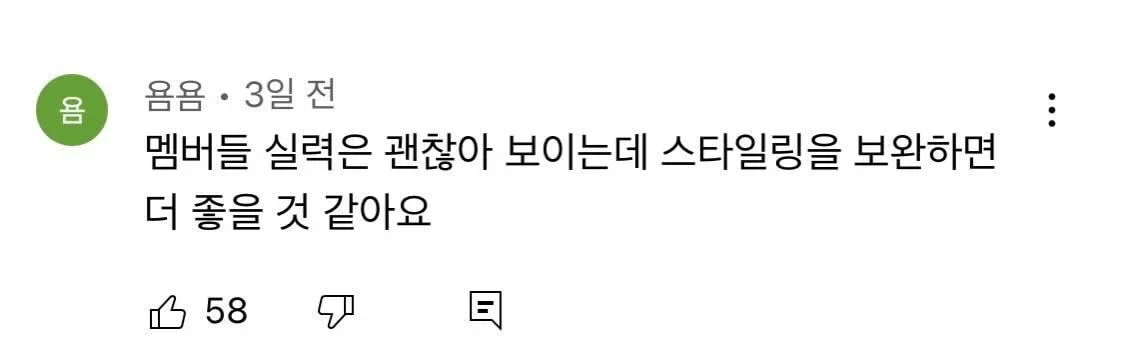 욤
욤욤 • 3일 전
멤버들 실력은 괜찮아 보이는데 스타일링을 보완하면
더 좋을 것 같아요
58